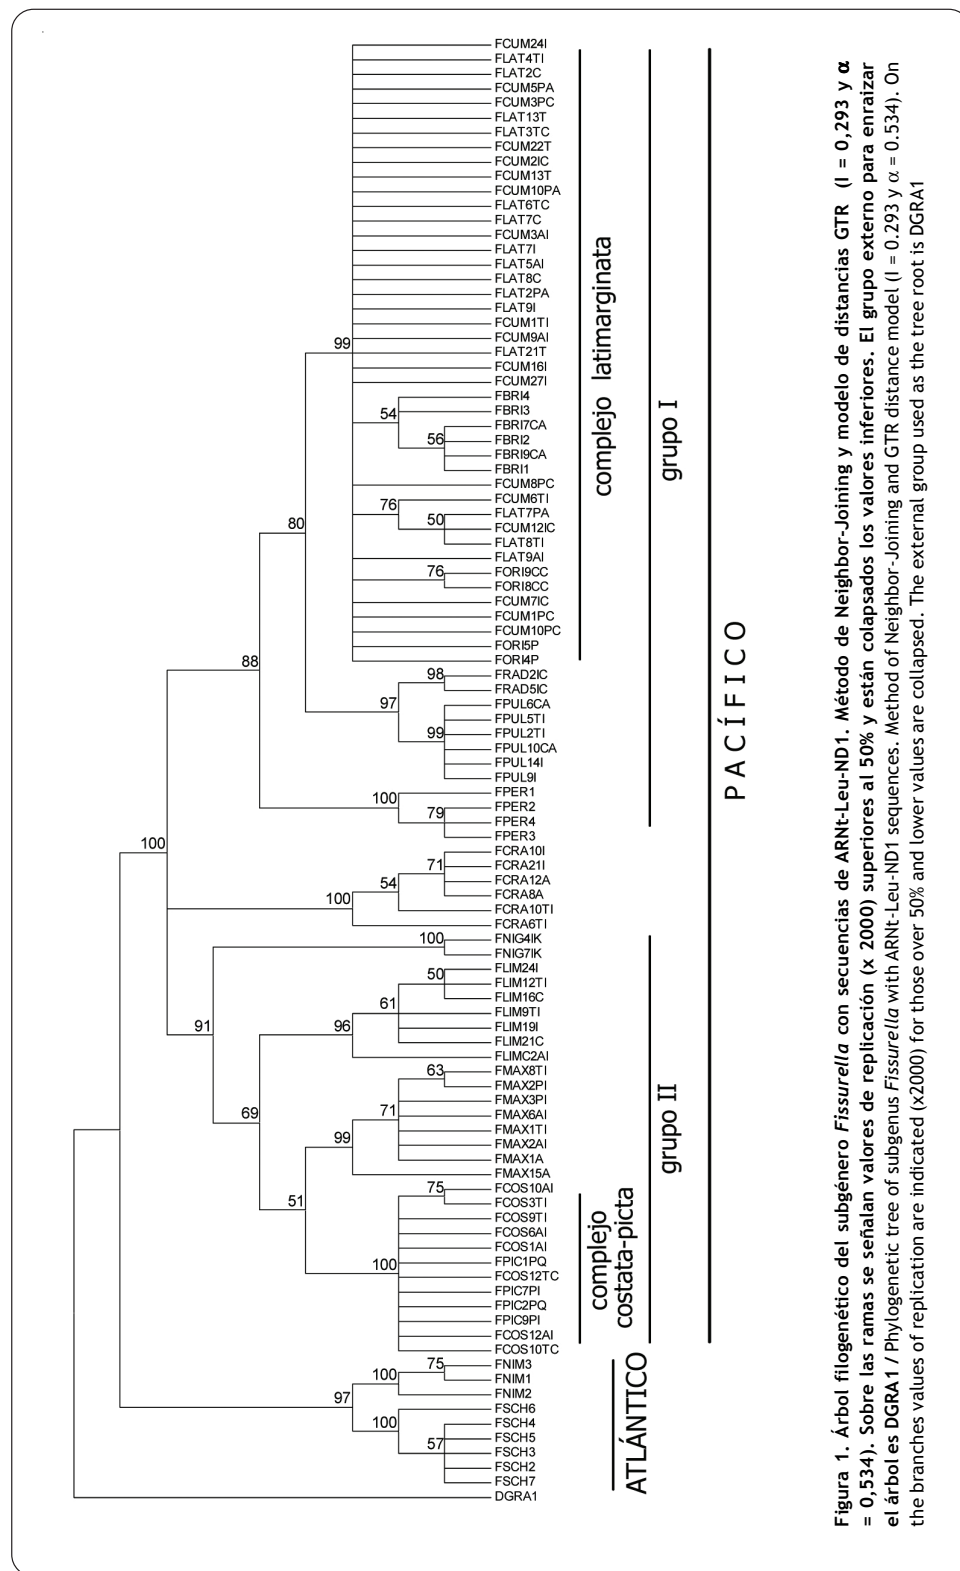 FCUM24I
FLAT4TI
FLAT2C
FCUM5PA
FCUM3PC
FLAT13T
FLAT3TC
FCUM22T
FCUM2IC
FCUM13T
FCUM10PA
FLAT6TC
FLAT7C
FCUM3AI
FLAT7I
FLAT5AI
FLAT8C
FLAT2PA
FLAT9I
FCUM1TI
FCUM9AI
99
FLAT21T
FCUM16I
FCUM27I
FBRI4
54
FBRI3
FBRI7CA
56
FBRI2
FBRI9CA
FBRI1
FCUM8PC
FCUM6TI
76
FLAT7PA
80
50
FCUM12IC
FLAT8TI
FLAT9AI
76
FORI9CC
FORI8CC
FCUM7IC
FCUM1PC
FCUM10PC
FORI5P
FORI4P
complejo latimarginata
88
98
FRAD2IC
FRAD5IC
97
FPUL6CA
FPUL5TI
99
FPUL2TI
FPUL10CA
FPUL14I
FPUL9I
100
FPER1
FPER2
79
FPER4
FPER3
grupo I
100
FCRA10I
71
FCRA21I
54
FCRA12A
100
FCRA8A
FCRA10TI
FCRA6TI
100
FNIG4IK
FNIG7IK
FLIM24I
50
FLIM12TI
FLIM16C
61
FLIM9TI
91
96
FLIM19I
FLIM21C
FLIMC2AI
63
FMAX8TI
FMAX2PI
FMAX3PI
69
71
FMAX6AI
FMAX1TI
99
FMAX2AI
FMAX1A
FMAX15A
75
FCOS10AI
51
FCOS3TI
FCOS9TI
FCOS6AI
FCOS1AI
100
FPIC1PQ
FCOS12TC
FPIC7PI
FPIC2PQ
FPIC9PI
FCOS12AI
FCOS10TC
complejo
costata-picta
grupo II
PACÍFICO
75
FNIM3
100
FNIM1
97
FNIM2
FSCH6
100
FSCH4
57
FSCH5
FSCH3
FSCH2
FSCH7
ATLÁNTICO
DGRA1
Figura 1. Árbol filogenético del subgénero Fissurella con secuencias de ARNt-Leu-ND1. Método de Neighbor-Joining y modelo de distancias GTR (I = 0,293 y α
= 0,534). Sobre las ramas se señalan valores de replicación (x 2000) superiores al 50% y están colapsados los valores inferiores. El grupo externo para enraizar
el árbol es DGRA1 / Phylogenetic tree of subgenus Fissurella with ARNt-Leu-ND1 sequences. Method of Neighbor-Joining and GTR distance model (I = 0.293 y α = 0.534). On
the branches values of replication are indicated (x2000) for those over 50% and lower values are collapsed. The external group used as the tree root is DGRA1